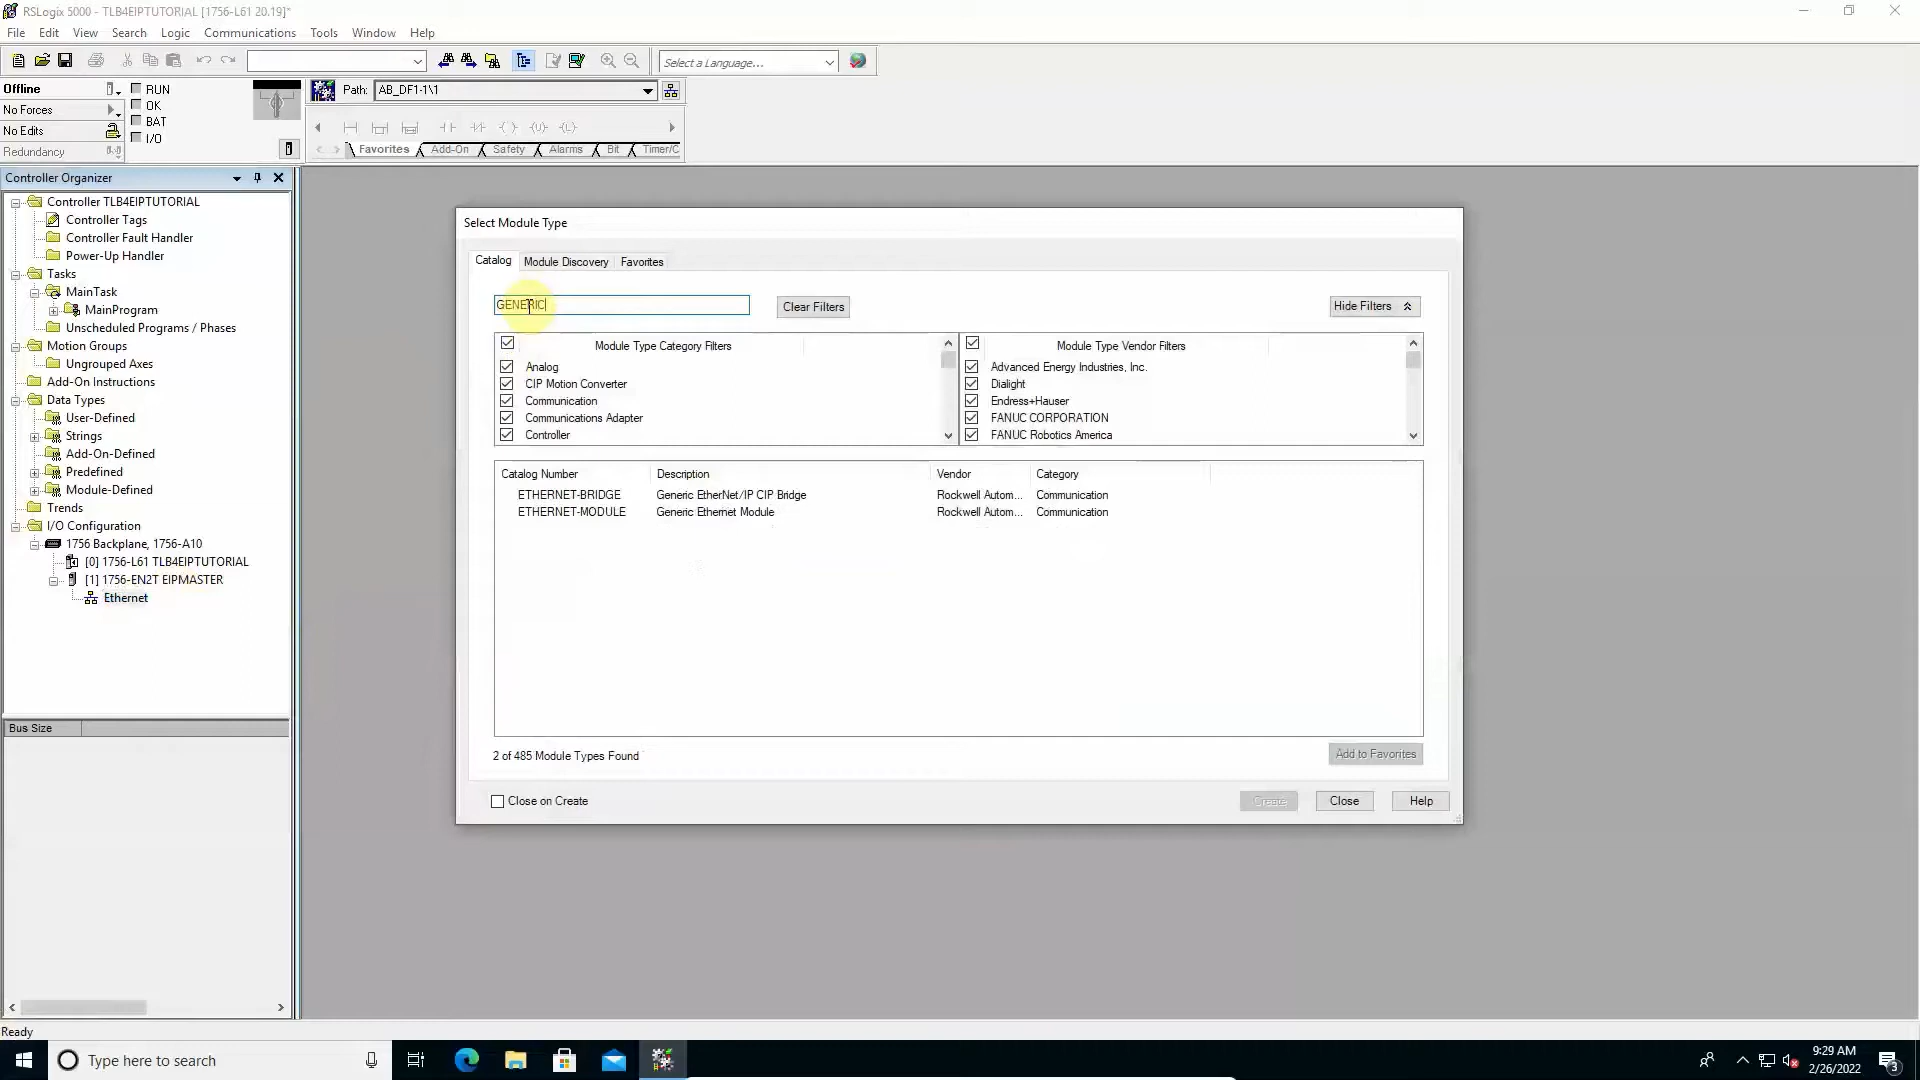 RSLogix 5000 - TLB4EIPTUTORIAL [1756-L61 20.19]*
File Edit View Search Logic Communications Tools Window Help
Select a Language...
Offline RUN
No Forces OK
No Edits BAT
Redundancy I/O
Path: AB_DF1-1\1
Favorites Add-On Safety Alarms Bit Timer/C
Controller Organizer
Controller TLB4EIPTUTORIAL
Controller Tags
Controller Fault Handler
Power-Up Handler
Tasks
MainTask
MainProgram
Unscheduled Programs / Phases
Motion Groups
Ungrouped Axes
Add-On Instructions
Data Types
User-Defined
Strings
Add-On-Defined
Predefined
Module-Defined
Trends
I/O Configuration
1756 Backplane, 1756-A10
[0] 1756-L61 TLB4EIPTUTORIAL
[1] 1756-EN2T EIPMASTER
Ethernet
Bus Size
Select Module Type
Catalog Module Discovery Favorites
GENERIC Clear Filters Hide Filters
Module Type Category Filters
Analog
CIP Motion Converter
Communication
Communications Adapter
Controller
Module Type Vendor Filters
Advanced Energy Industries, Inc.
Dialight
Endress+Hauser
FANUC CORPORATION
FANUC Robotics America
Catalog Number Description Vendor Category
ETHERNET-BRIDGE Generic EtherNet/IP CIP Bridge Rockwell Autom... Communication
ETHERNET-MODULE Generic Ethernet Module Rockwell Autom... Communication
2 of 485 Module Types Found Add to Favorites
Close on Create Create Close Help
Ready
Type here to search
9:29 AM
2/26/2022
3